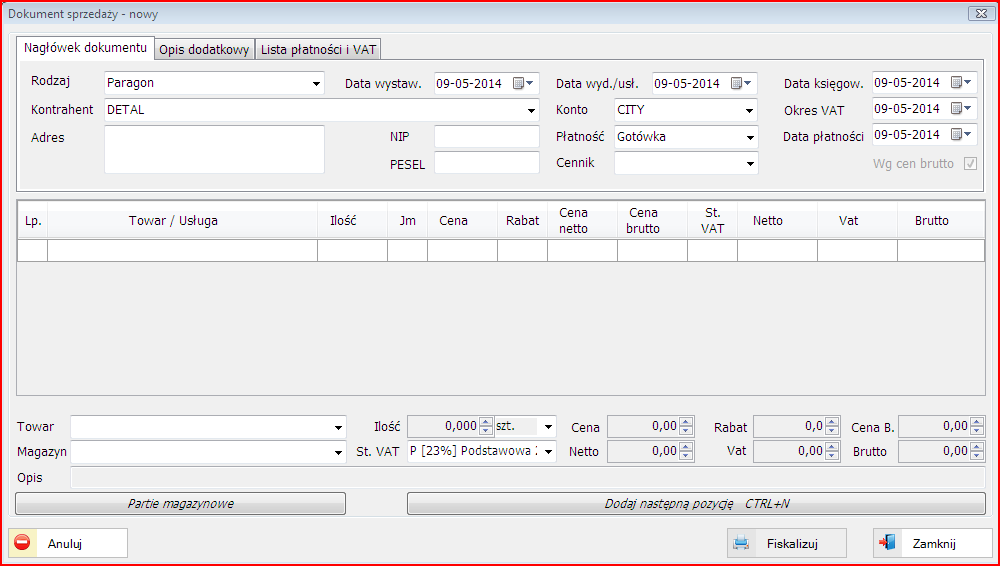 Dokument sprzedaży - nowy
Nagłówek dokumentu Opis dodatkowy Lista płatności i VAT
Rodzaj Paragon Data wystaw. 09-05-2014 Data wyd./usł. 09-05-2014 Data księgow. 09-05-2014
Kontrahent DETAL Konto CITY Okres VAT 09-05-2014
Adres NIP Płatność Gotówka Data płatności 09-05-2014
PESEL Cennik Wg cen brutto
Lp. Towar / Usługa Ilość Jm Cena Rabat Cena netto Cena brutto St. VAT Netto Vat Brutto
Towar Ilość 0,000 szt. Cena 0,00 Rabat 0,0 Cena B. 0,00
Magazyn St. VAT P [23%] Podstawowa Netto 0,00 Vat 0,00 Brutto 0,00
Opis
Partie magazynowe Dodaj następną pozycję CTRL+N
Anuluj Fiskalizuj Zamknij